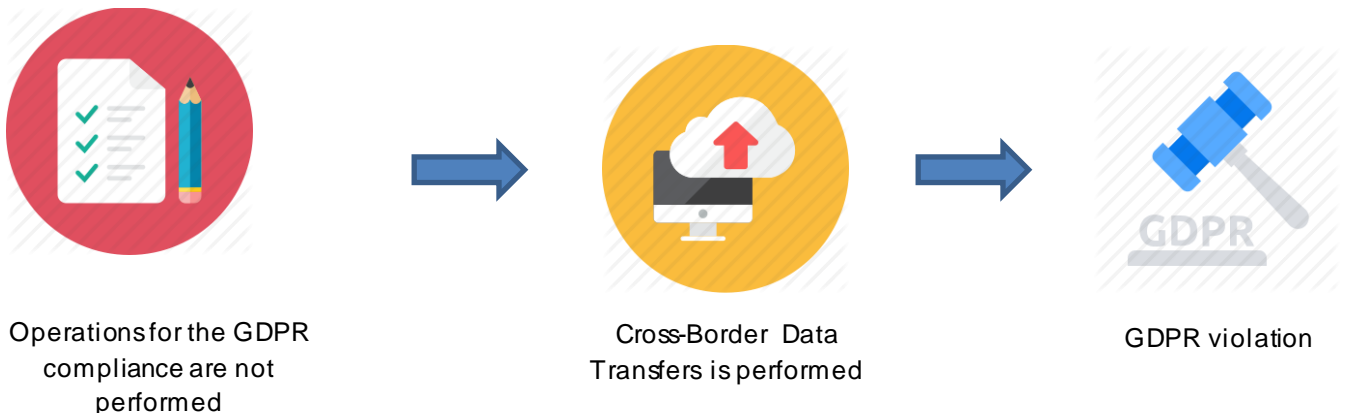 GDPR
Operations for the GDPR
compliance are not
performed
Cross-Border Data
Transfers is performed
GDPR violation